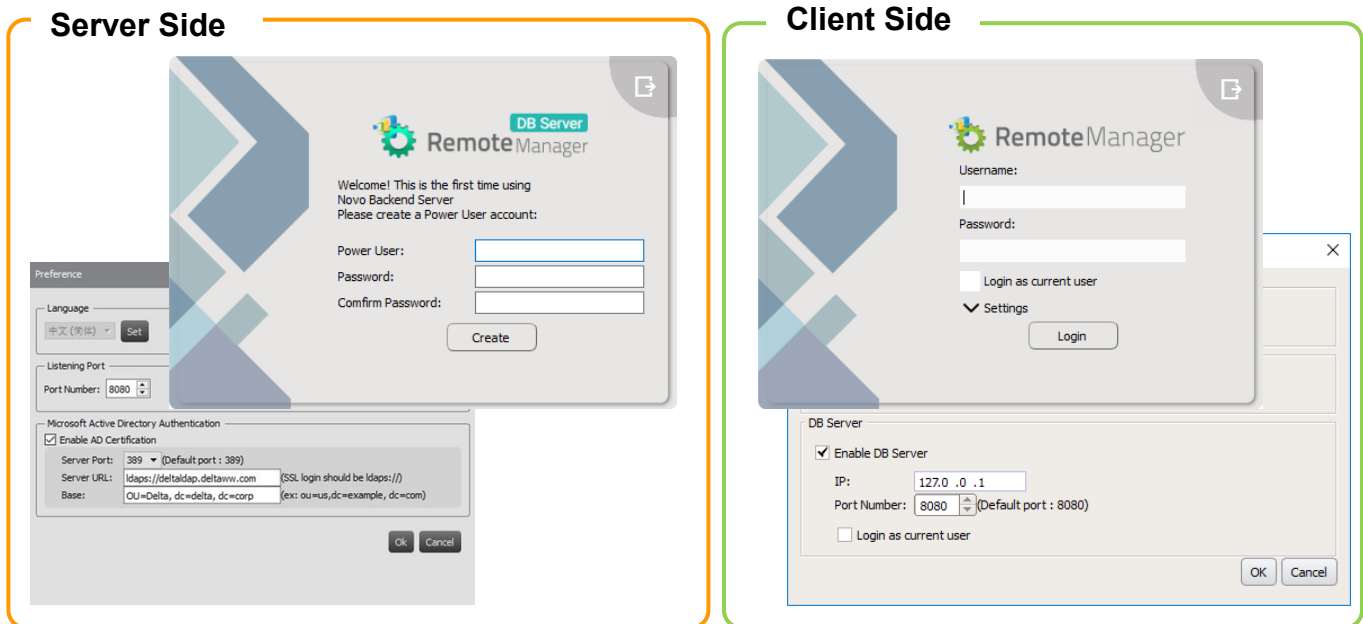 Server Side
DB Server
RemoteManager
Welcome! This is the first time using
Novo Backend Server
Please create a Power User account:
Power User:
Password:
Comfirm Password:
Create
Preference
Language
中文 (简体)
Set
Listening Port
Port Number: 8080
Microsoft Active Directory Authentication
Enable AD Certification
Server Port: 389 (Default port : 389)
Server URL: ldaps://deltaldap.deltaww.com (SSL login should be ldaps://)
Base: OU=Delta, dc=delta, dc=corp (ex: ou=us,dc=example, dc=com)
Ok Cancel
Client Side
RemoteManager
Username:
Password:
Login as current user
Settings
Login
DB Server
Enable DB Server
IP: 127.0 .0 .1
Port Number: 8080 (Default port : 8080)
Login as current user
OK Cancel